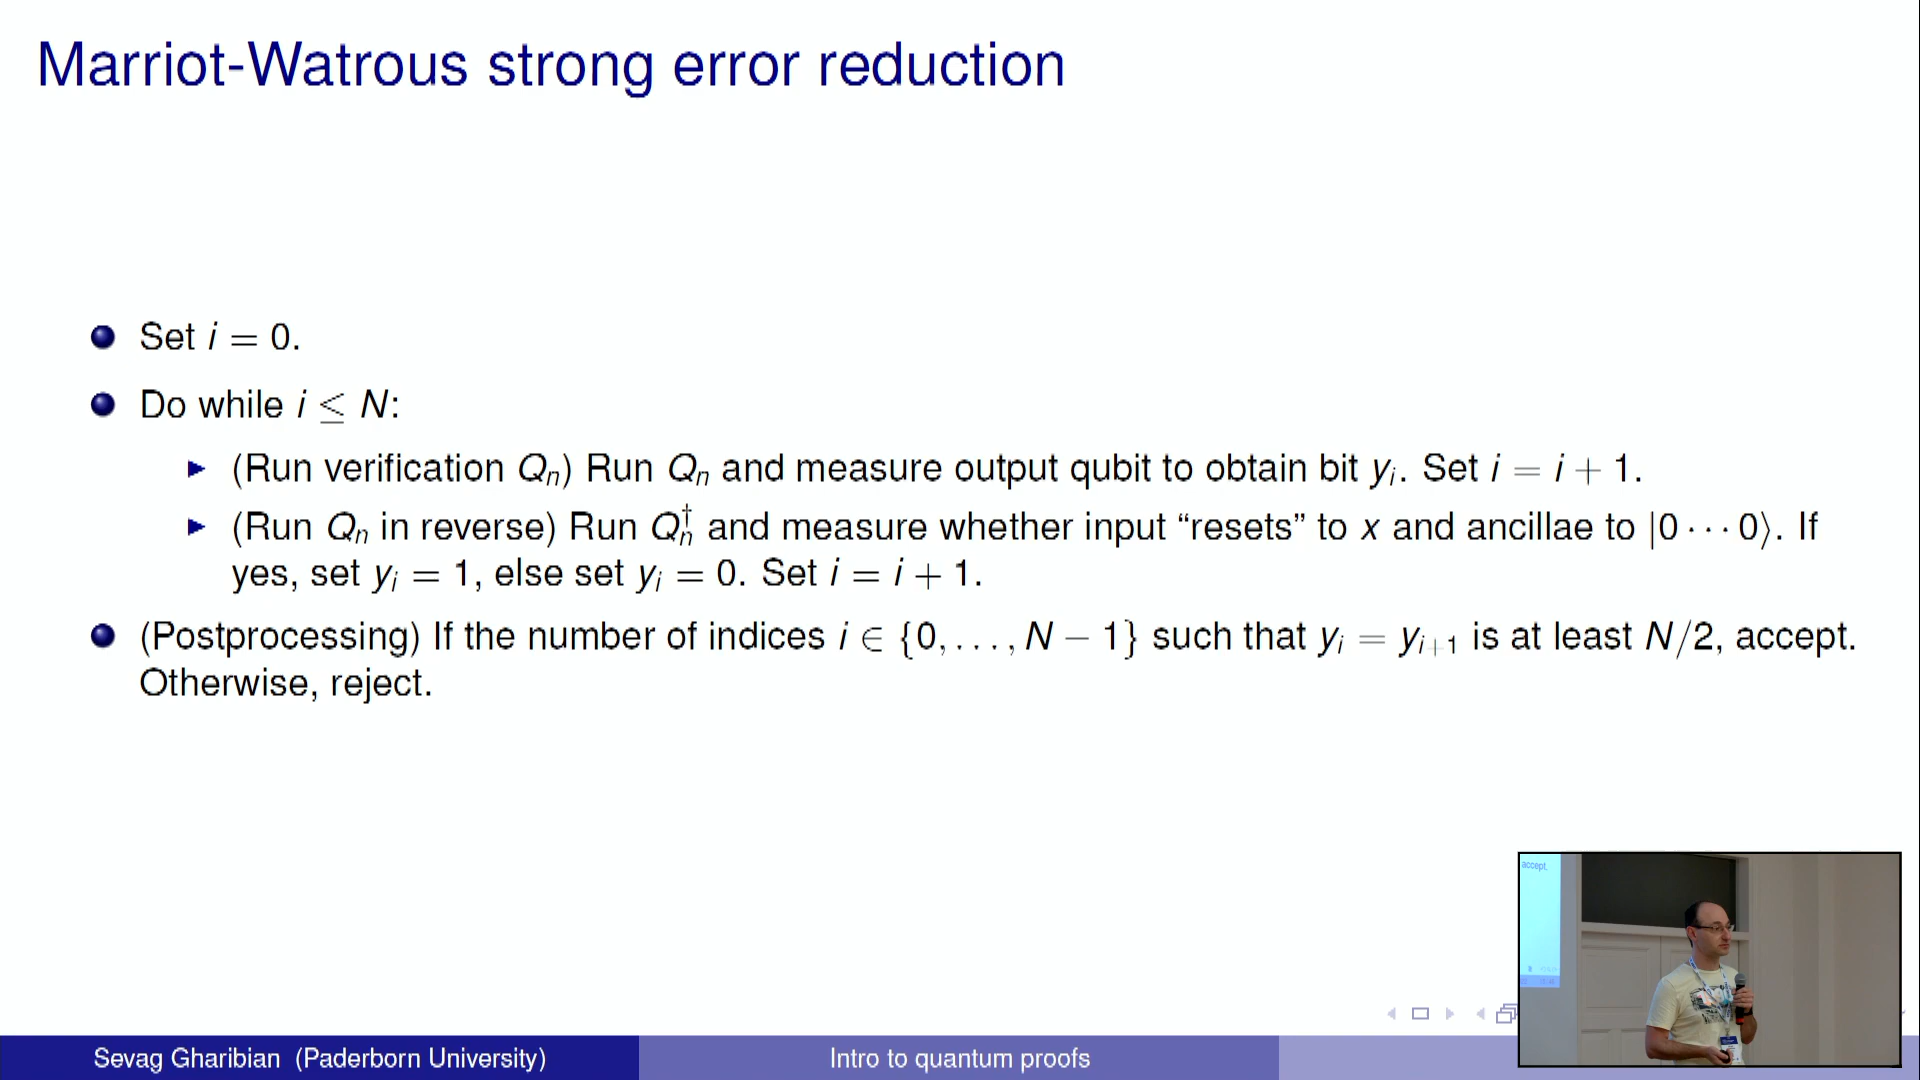 Marriot-Watrous strong error reduction
Set i = 0.
Do while i ≤ N:
(Run verification Qₙ) Run Qₙ and measure output qubit to obtain bit yᵢ. Set i = i + 1.
(Run Qₙ in reverse) Run Qₙ† and measure whether input “resets” to x and ancillae to |0 ⋯ 0⟩. If
yes, set yᵢ = 1, else set yᵢ = 0. Set i = i + 1.
(Postprocessing) If the number of indices i ∈ {0, . . . , N − 1} such that yᵢ = yᵢ₊₁ is at least N/2, accept.
Otherwise, reject.
accept.
Sevag Gharibian (Paderborn University)
Intro to quantum proofs